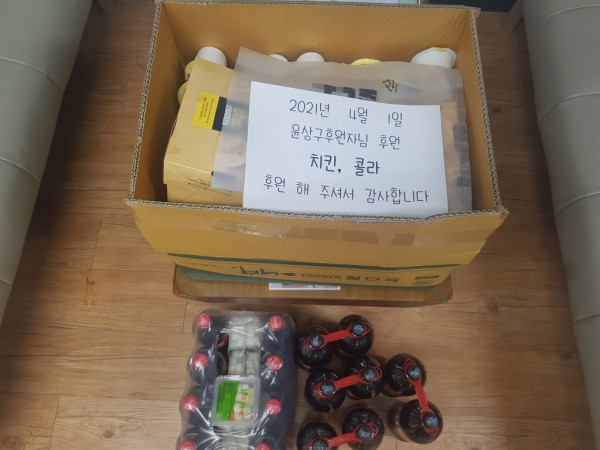 2021년 4월 1일
윤상구후원자님 후원
치킨, 콜라
후원 해 주셔서 감사합니다